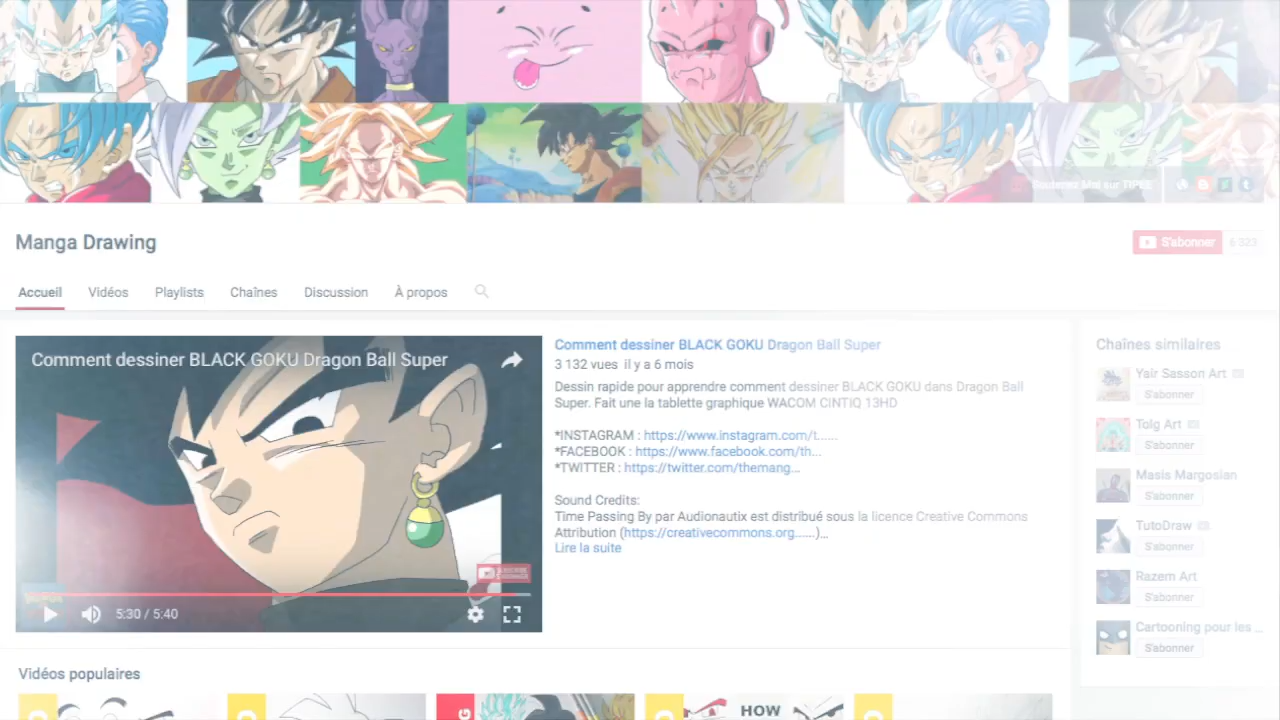 Soutenez Moi sur TIPEE
Manga Drawing
S'abonner 6 323
Accueil Vidéos Playlists Chaînes Discussion À propos
Comment dessiner BLACK GOKU Dragon Ball Super
5:30 / 5:40
Comment dessiner BLACK GOKU Dragon Ball Super
3 132 vues il y a 6 mois
Dessin rapide pour apprendre comment dessiner BLACK GOKU dans Dragon Ball
Super. Fait une la tablette graphique WACOM CINTIQ 13HD
*INSTAGRAM : https://www.instagram.com/t......
*FACEBOOK : https://www.facebook.com/th...
*TWITTER : https://twitter.com/themang...
Sound Credits:
Time Passing By par Audionautix est distribué sous la licence Creative Commons
Attribution (https://creativecommons.org......)...
Lire la suite
Chaînes similaires
Yair Sasson Art
S'abonner
Tolg Art
S'abonner
Masis Margosian
S'abonner
TutoDraw
S'abonner
Razem Art
S'abonner
Cartooning pour les ...
S'abonner
Vidéos populaires
HOW